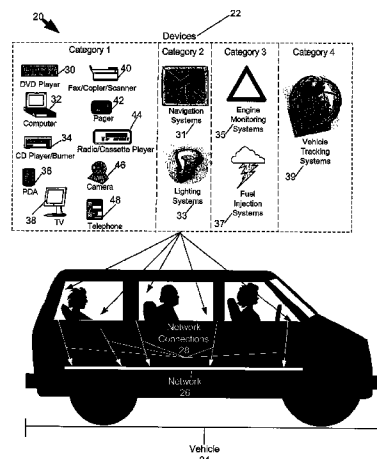 20
Devices
22
Category 1
Category 2
Category 3
Category 4
30
DVD Player
40
Fax/Copier/Scanner
32
Computer
42
Pager
44
Radio/Cassette Player
34
CD Player/Burner
36
PDA
46
Camera
38
TV
48
Telephone
Navigation
Systems
31
Lighting
Systems
33
Engine
Monitoring
Systems
35
Fuel
Injection
Systems
37
Vehicle
Tracking
Systems
39
Network
Connections
28
Network
26
Vehicle